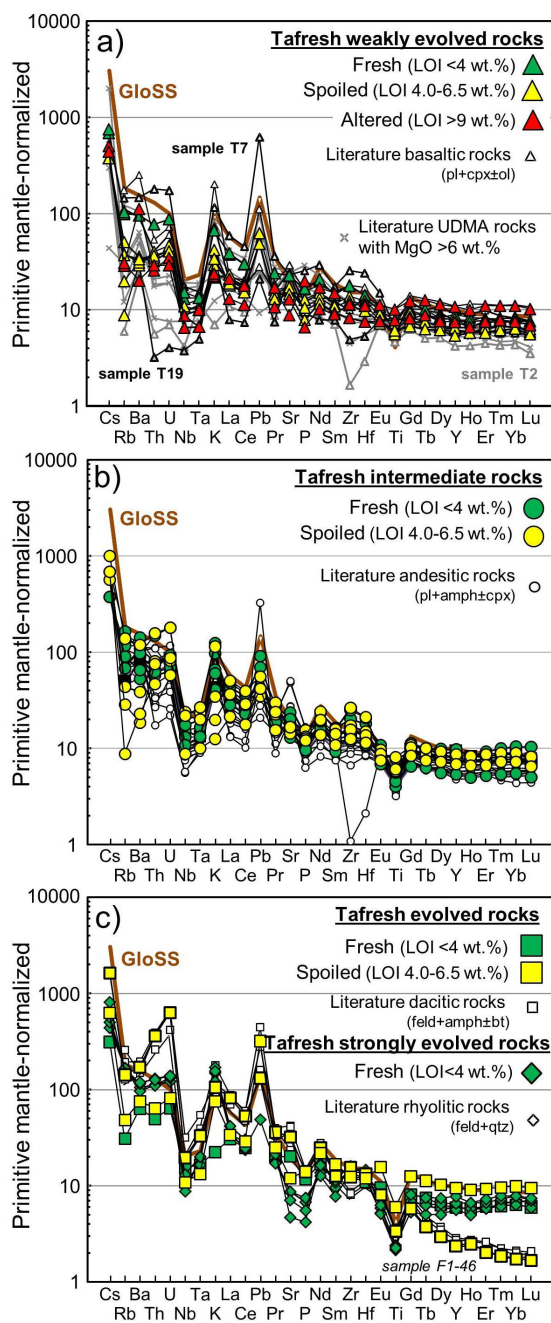 a)
Tafresh weakly evolved rocks
Fresh (LOI <4 wt.%)
Spoiled (LOI 4.0-6.5 wt.%)
Altered (LOI >9 wt.%)
Literature basaltic rocks
(pl+cpx±ol)
Literature UDMA rocks
with MgO >6 wt.%
GloSS
sample T7
sample T19
sample T2
Primitive mantle-normalized
10000
1000
100
10
1
Cs Ba U Ta La Pb Sr Nd Zr Eu Gd Dy Ho Tm Lu
Rb Th Nb K Ce Pr P Sm Hf Ti Tb Y Er Yb
b)
Tafresh intermediate rocks
Fresh (LOI <4 wt.%)
Spoiled (LOI 4.0-6.5 wt.%)
Literature andesitic rocks
(pl+amph±cpx)
GloSS
Primitive mantle-normalized
10000
1000
100
10
1
Cs Ba U Ta La Pb Sr Nd Zr Eu Gd Dy Ho Tm Lu
Rb Th Nb K Ce Pr P Sm Hf Ti Tb Y Er Yb
c)
Tafresh evolved rocks
Fresh (LOI <4 wt.%)
Spoiled (LOI 4.0-6.5 wt.%)
Literature dacitic rocks
(feld+amph±bt)
Tafresh strongly evolved rocks
Fresh (LOI<4 wt.%)
Literature rhyolitic rocks
(feld+qtz)
GloSS
sample F1-46
Primitive mantle-normalized
10000
1000
100
10
1
Cs Ba U Ta La Pb Sr Nd Zr Eu Gd Dy Ho Tm Lu
Rb Th Nb K Ce Pr P Sm Hf Ti Tb Y Er Yb